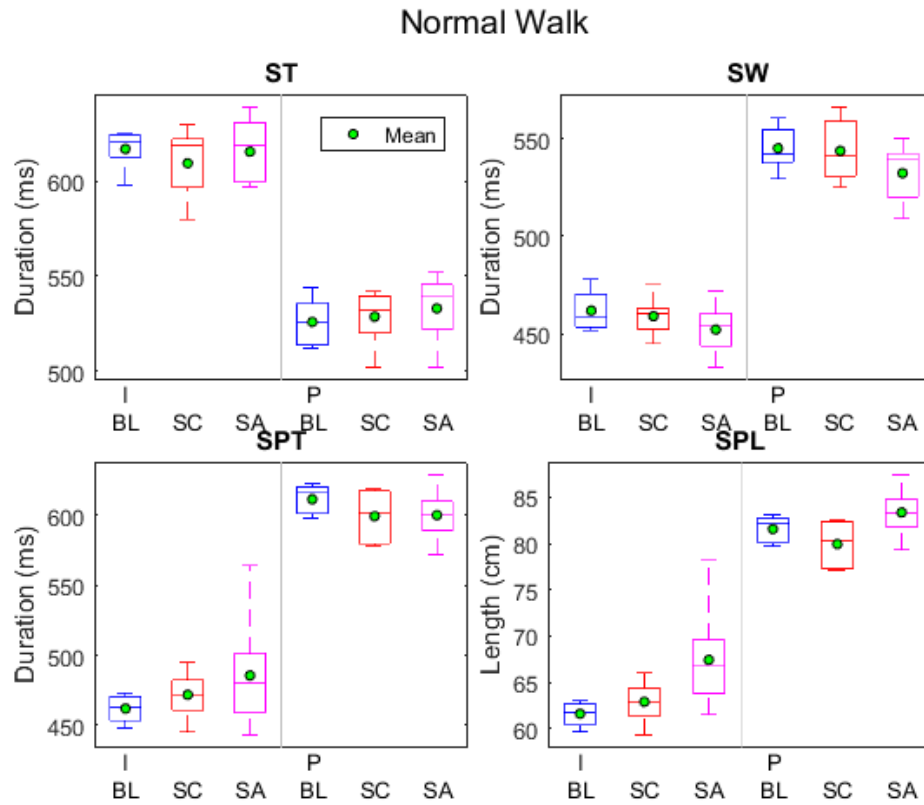 Normal Walk
ST
Duration (ms)
600
550
500
Mean
I P
BL SC SA BL SC SA
SW
Duration (ms)
550
500
450
I P
BL SC SA BL SC SA
SPT
Duration (ms)
600
550
500
450
I P
BL SC SA BL SC SA
SPL
Length (cm)
85
80
75
70
65
60
I P
BL SC SA BL SC SA